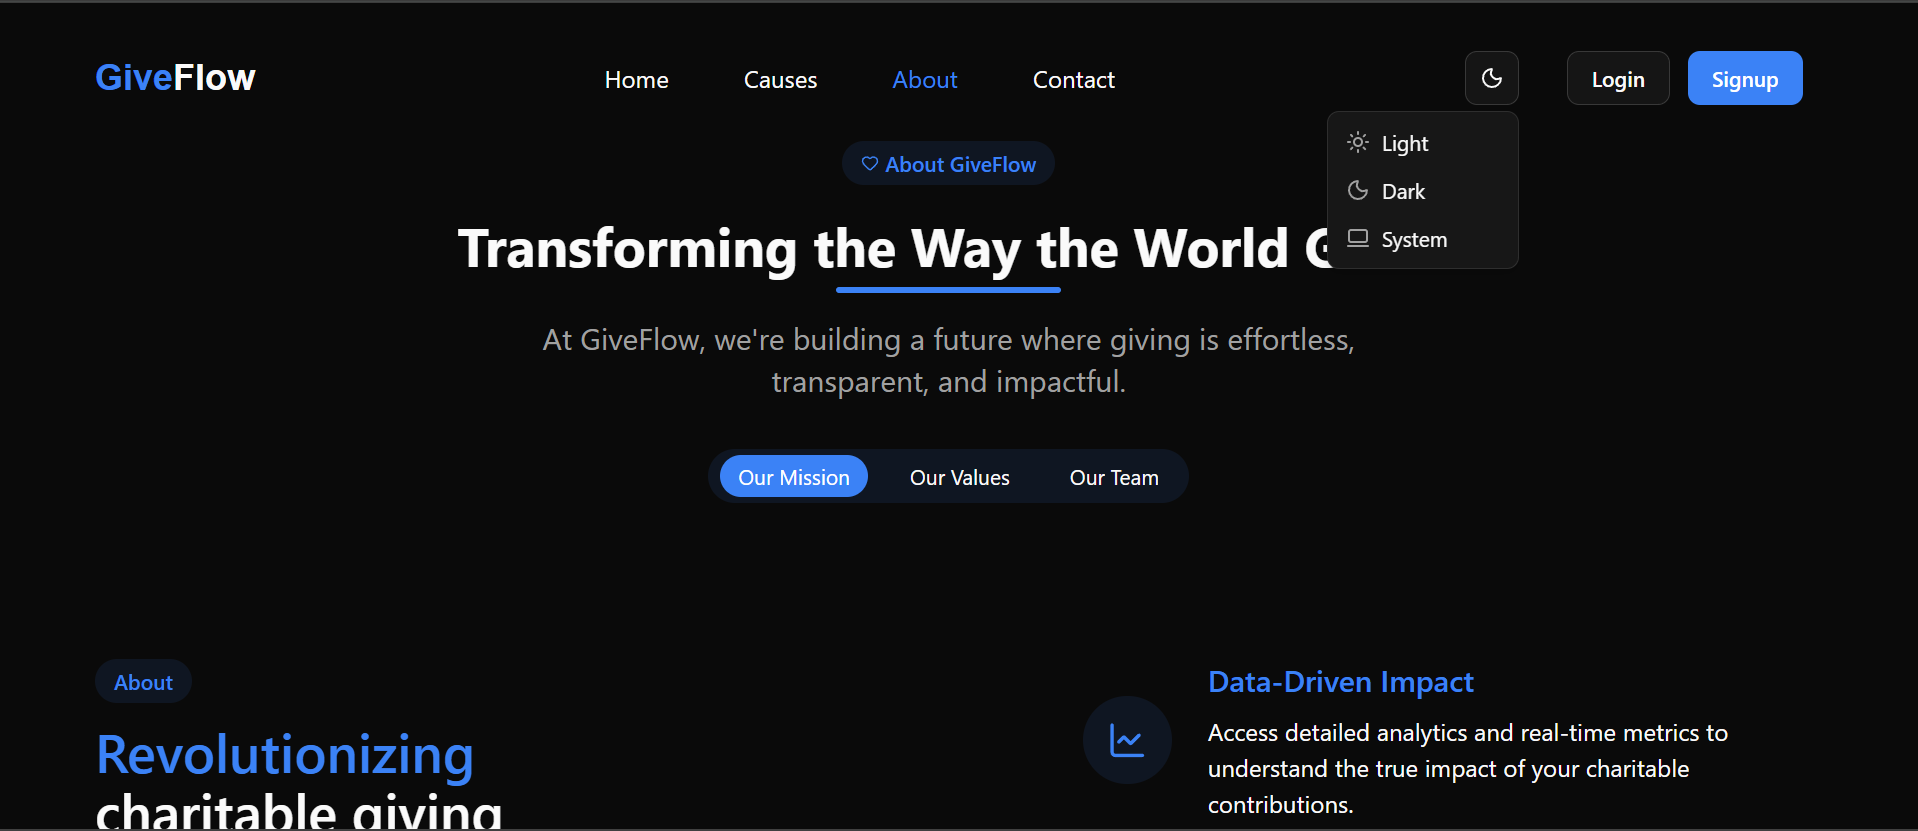 GiveFlow
Home
Causes
About
Contact
Login
Signup
Light
Dark
System
About GiveFlow
Transforming the Way the World
At GiveFlow, we're building a future where giving is effortless,
transparent, and impactful.
Our Mission
Our Values
Our Team
About
Revolutionizing
charitable giving
Data-Driven Impact
Access detailed analytics and real-time metrics to
understand the true impact of your charitable
contributions.